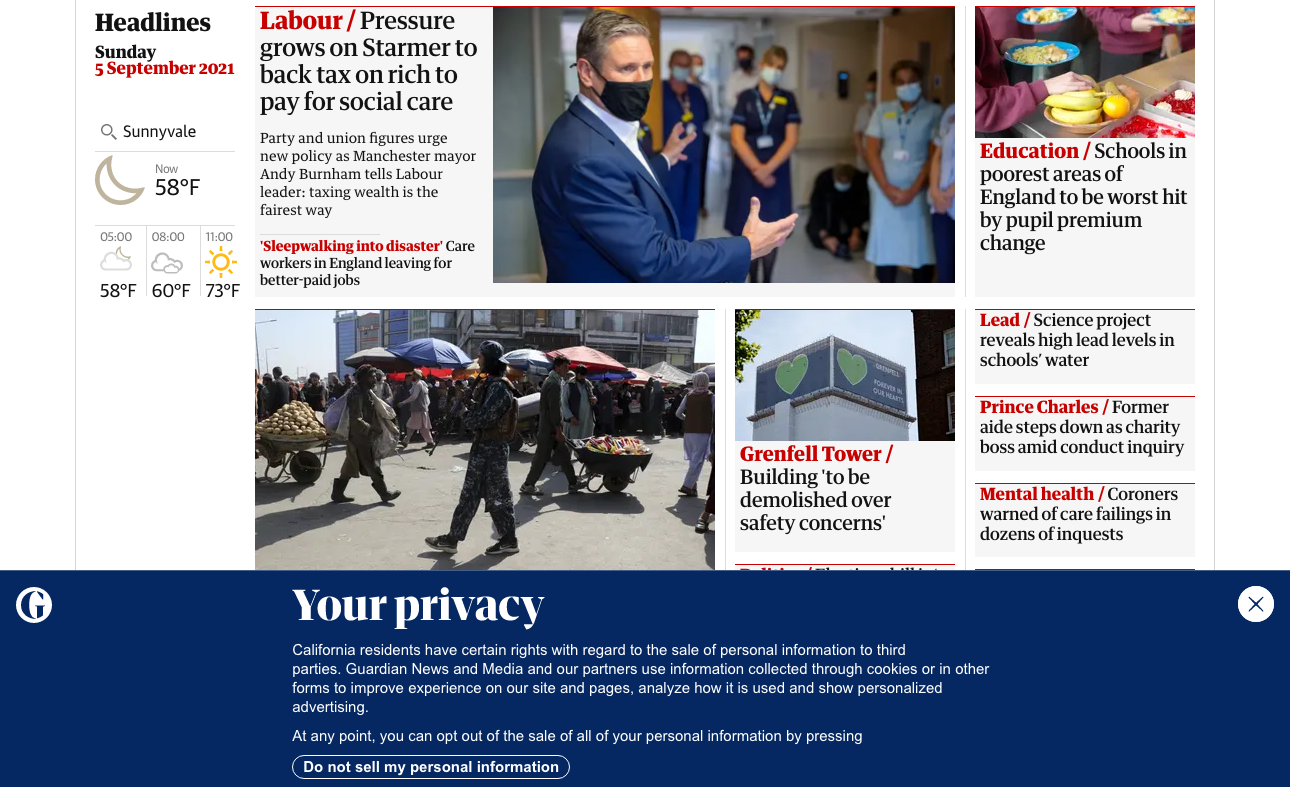 Headlines
Sunday
5 September 2021
Sunnyvale
Now
58°F
05:00
08:00
11:00
58°F
60°F
73°F
Labour / Pressure
grows on Starmer to
back tax on rich to
pay for social care
Party and union figures urge
new policy as Manchester mayor
Andy Burnham tells Labour
leader: taxing wealth is the
fairest way
'Sleepwalking into disaster' Care
workers in England leaving for
better-paid jobs
Education / Schools in
poorest areas of
England to be worst hit
by pupil premium
change
GRENFELL
FOREVER IN
OUR HEARTS
Grenfell Tower /
Building 'to be
demolished over
safety concerns'
Lead / Science project
reveals high lead levels in
schools’ water
Prince Charles / Former
aide steps down as charity
boss amid conduct inquiry
Mental health / Coroners
warned of care failings in
dozens of inquests
Your privacy
California residents have certain rights with regard to the sale of personal information to third
parties. Guardian News and Media and our partners use information collected through cookies or in other
forms to improve experience on our site and pages, analyze how it is used and show personalized
advertising.
At any point, you can opt out of the sale of all of your personal information by pressing
Do not sell my personal information